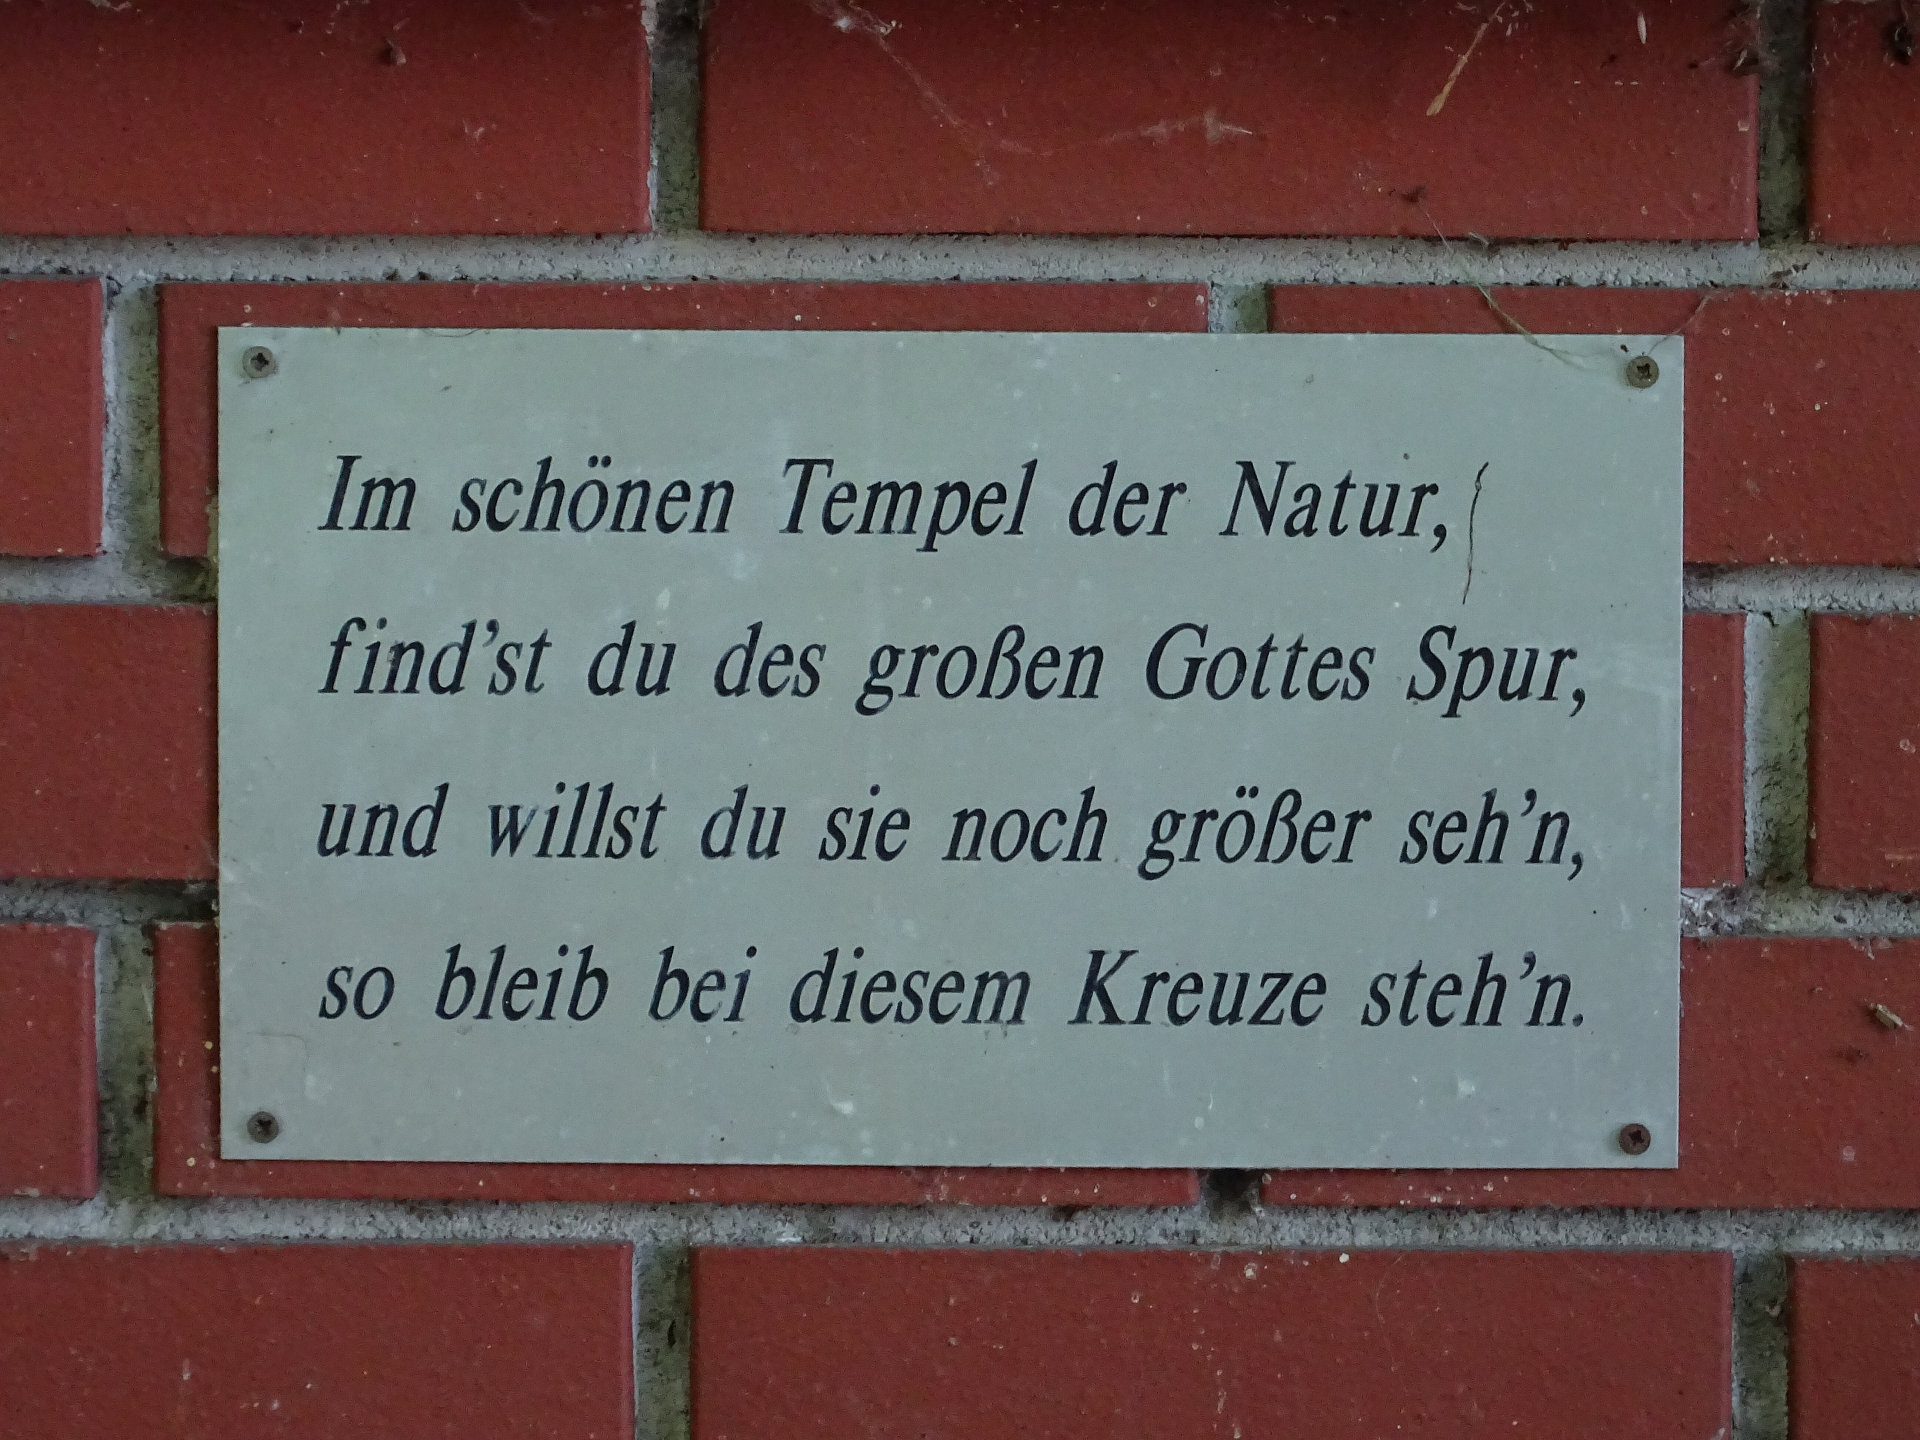 Im schönen Tempel der Natur,
find'st du des großen Gottes Spur,
und willst du sie noch größer seh'n,
so bleib bei diesem Kreuze steh'n.